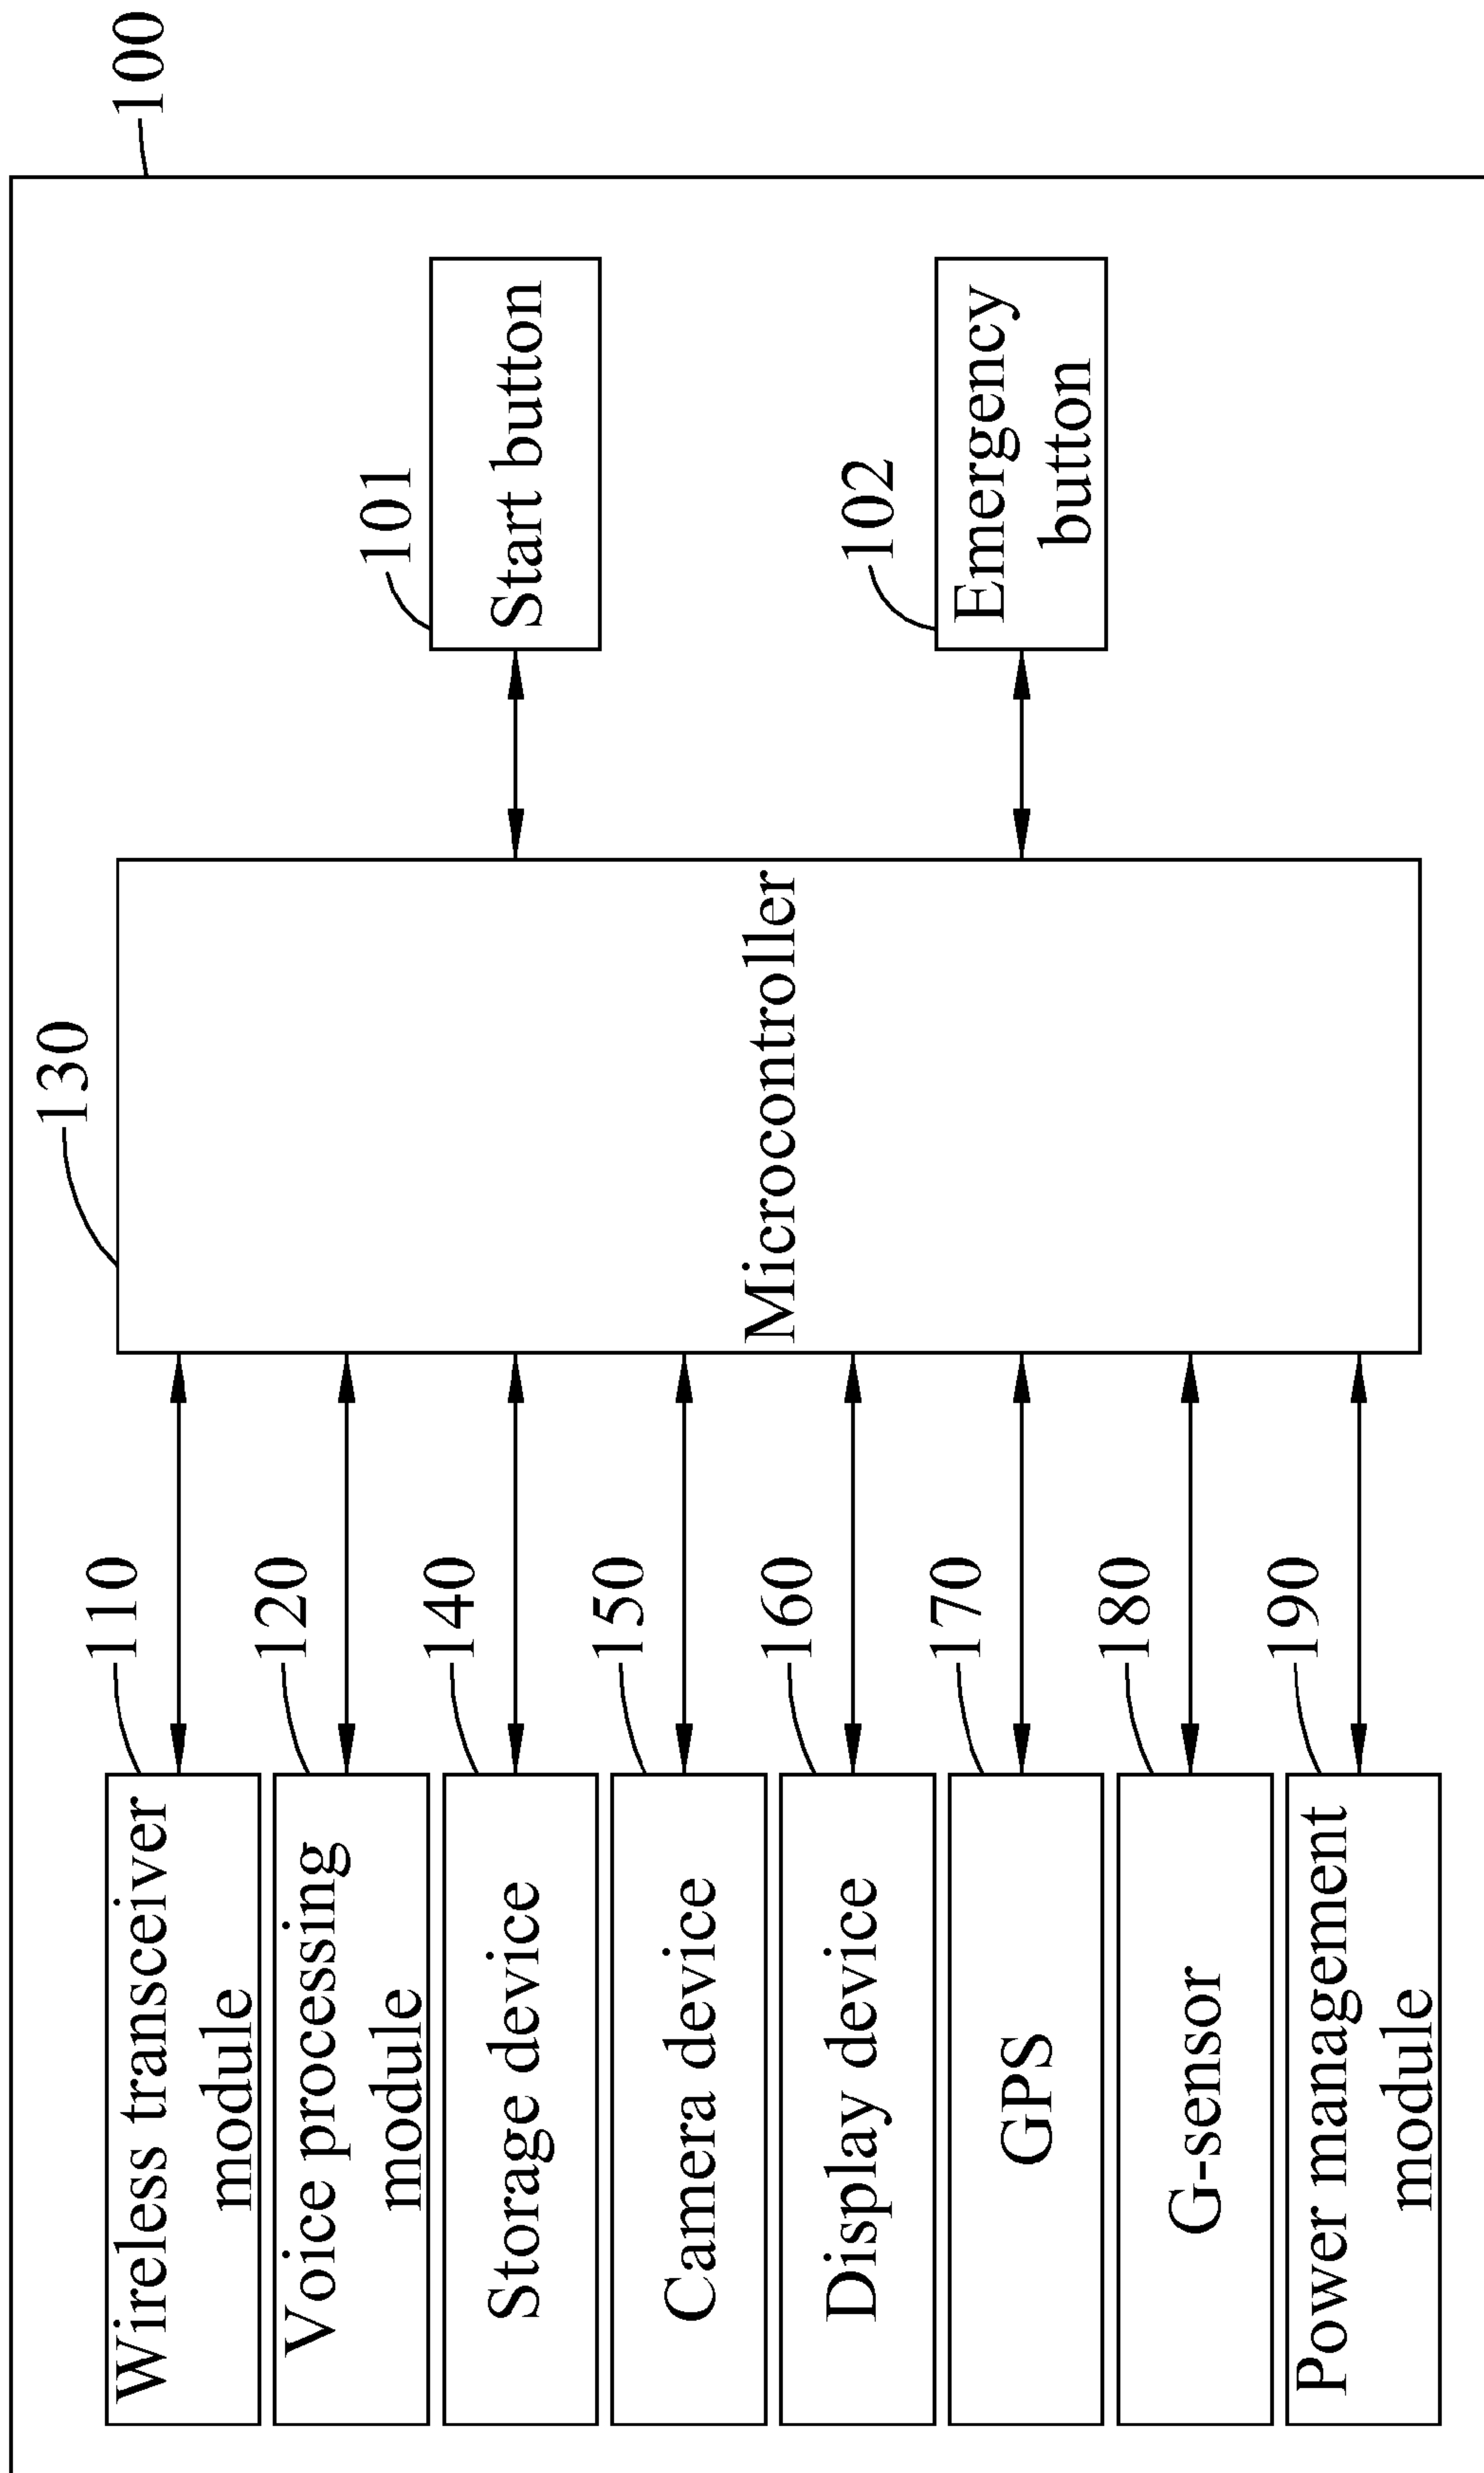 100
130
110
Wireless transceiver
module
120
Voice processing
module
140
Storage device
150
Camera device
160
Display device
170
GPS
180
G-sensor
190
Power management
module
Microcontroller
101
Start button
102
Emergency
button